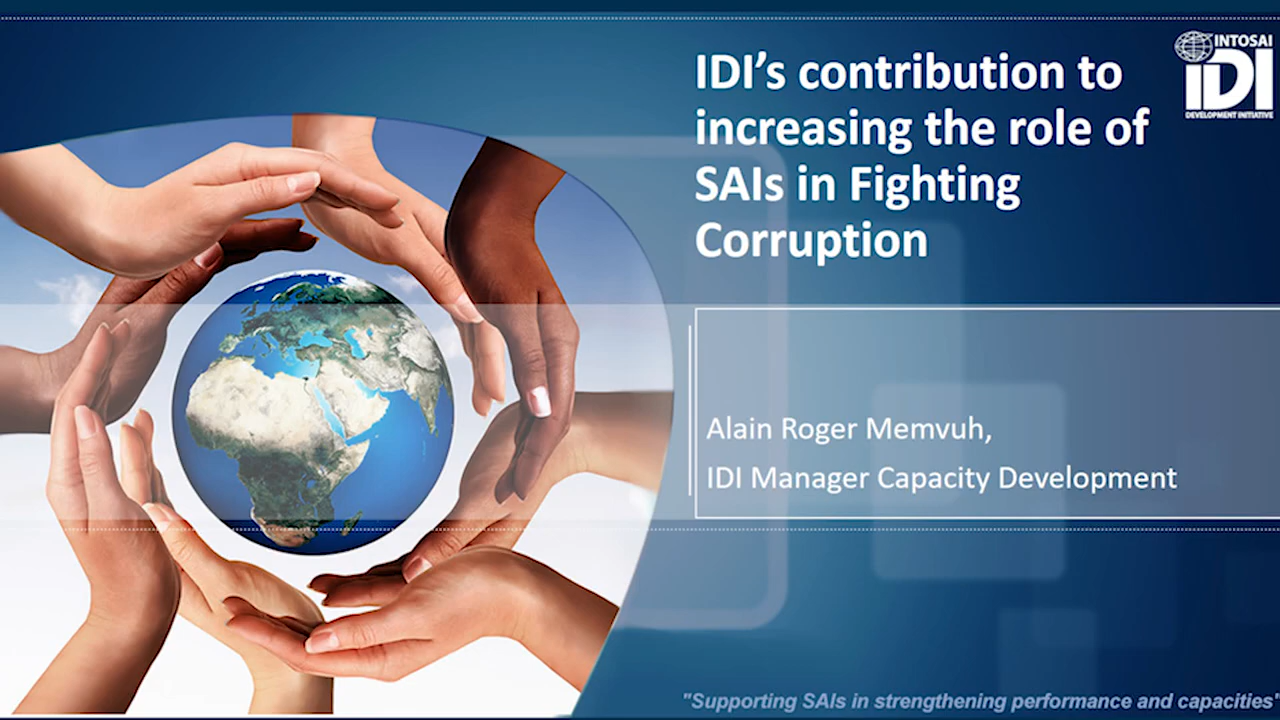 IDI's contribution to
increasing the role of
SAIs in Fighting
Corruption
INTOSAI
IDI
DEVELOPMENT INITIATIVE
Alain Roger Memvuh,
IDI Manager Capacity Development
"Supporting SAIs in strengthening performance and capacities"